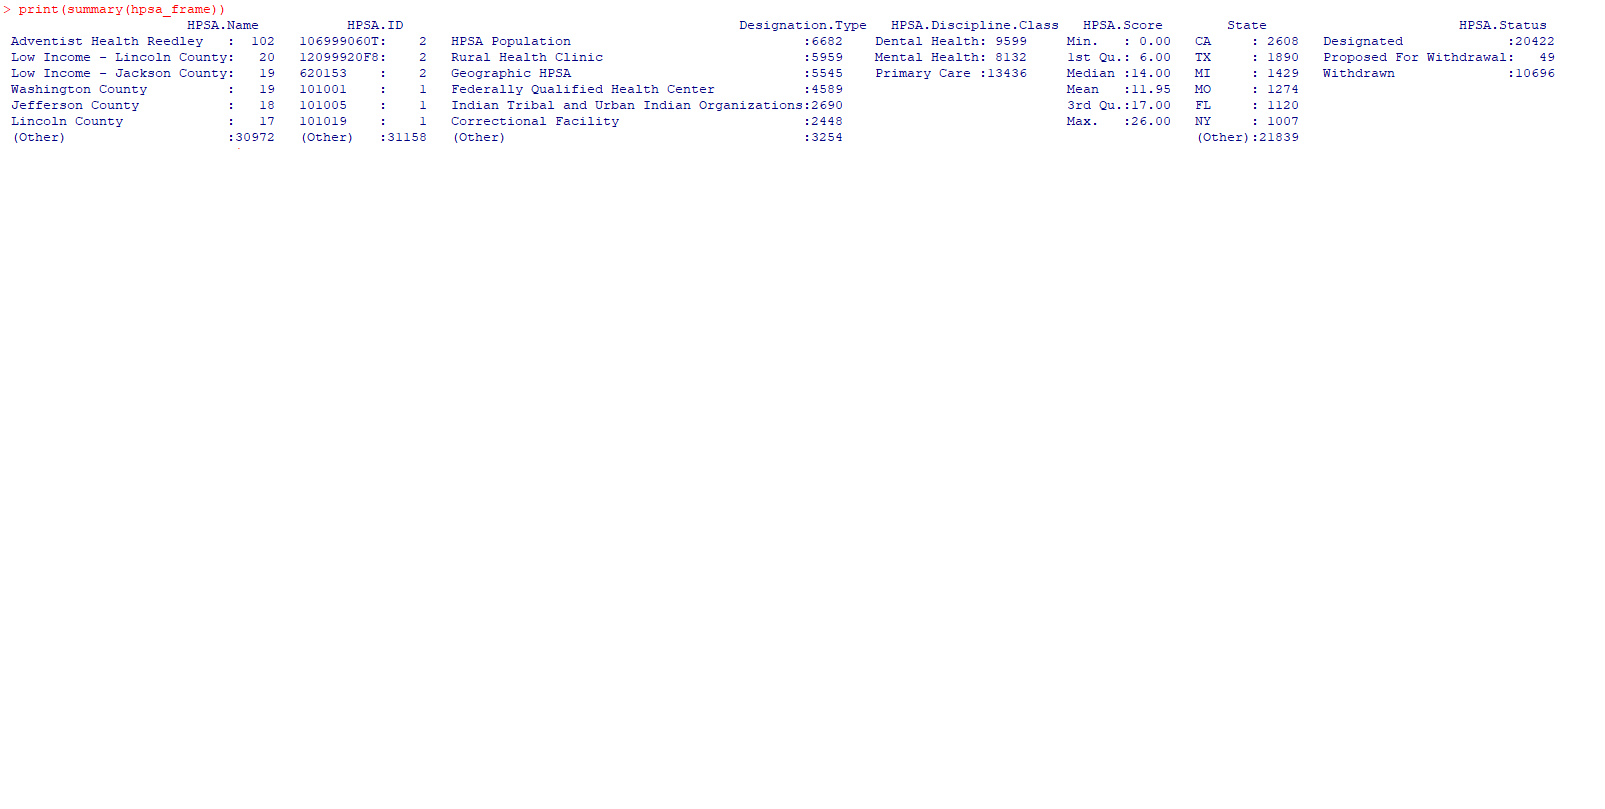 > print(summary(hpsa_frame))
HPSA.Name HPSA.ID Designation.Type HPSA.Discipline.Class HPSA.Score State HPSA.Status
Adventist Health Reedley : 102 106999060T: 2 HPSA Population :6682 Dental Health: 9599 Min. : 0.00 CA : 2608 Designated :20422
Low Income - Lincoln County: 20 12099920F8: 2 Rural Health Clinic :5959 Mental Health: 8132 1st Qu.: 6.00 TX : 1890 Proposed For Withdrawal: 49
Low Income - Jackson County: 19 620153 : 2 Geographic HPSA :5545 Primary Care :13436 Median :14.00 MI : 1429 Withdrawn :10696
Washington County : 19 101001 : 1 Federally Qualified Health Center :4589 Mean :11.95 MO : 1274
Jefferson County : 18 101005 : 1 Indian Tribal and Urban Indian Organizations:2690 3rd Qu.:17.00 FL : 1120
Lincoln County : 17 101019 : 1 Correctional Facility :2448 Max. :26.00 NY : 1007
(Other) :30972 (Other) :31158 (Other) :3254 (Other):21839